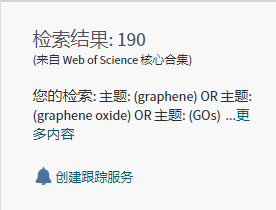 检索结果: 190
(来自 Web of Science 核心合集)
您的检索: 主题: (graphene) OR 主题:
(graphene oxide) OR 主题: (GOs) ...更
多内容
创建跟踪服务